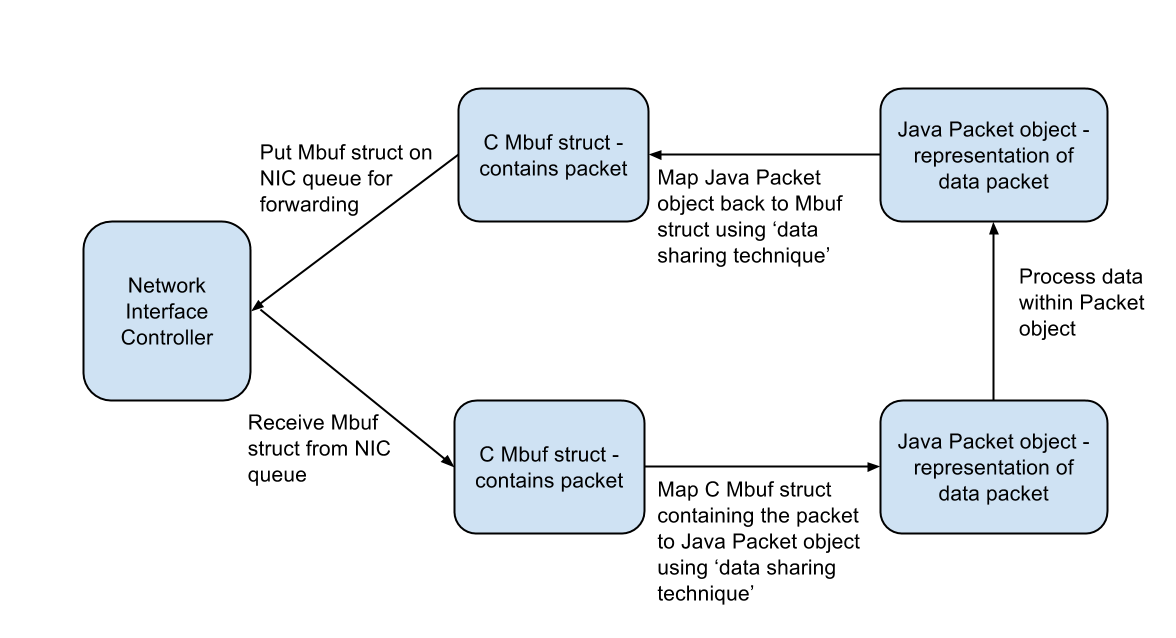 C Mbuf struct -
contains packet
Java Packet object -
representation of
data packet
Put Mbuf struct on
NIC queue for
forwarding
Map Java Packet
object back to Mbuf
struct using ‘data
sharing technique’
Network
Interface
Controller
Process data
within Packet
object
Receive Mbuf
struct from NIC
queue
C Mbuf struct -
contains packet
Java Packet object -
representation of
data packet
Map C Mbuf struct
containing the packet
to Java Packet object
using ‘data sharing
technique’